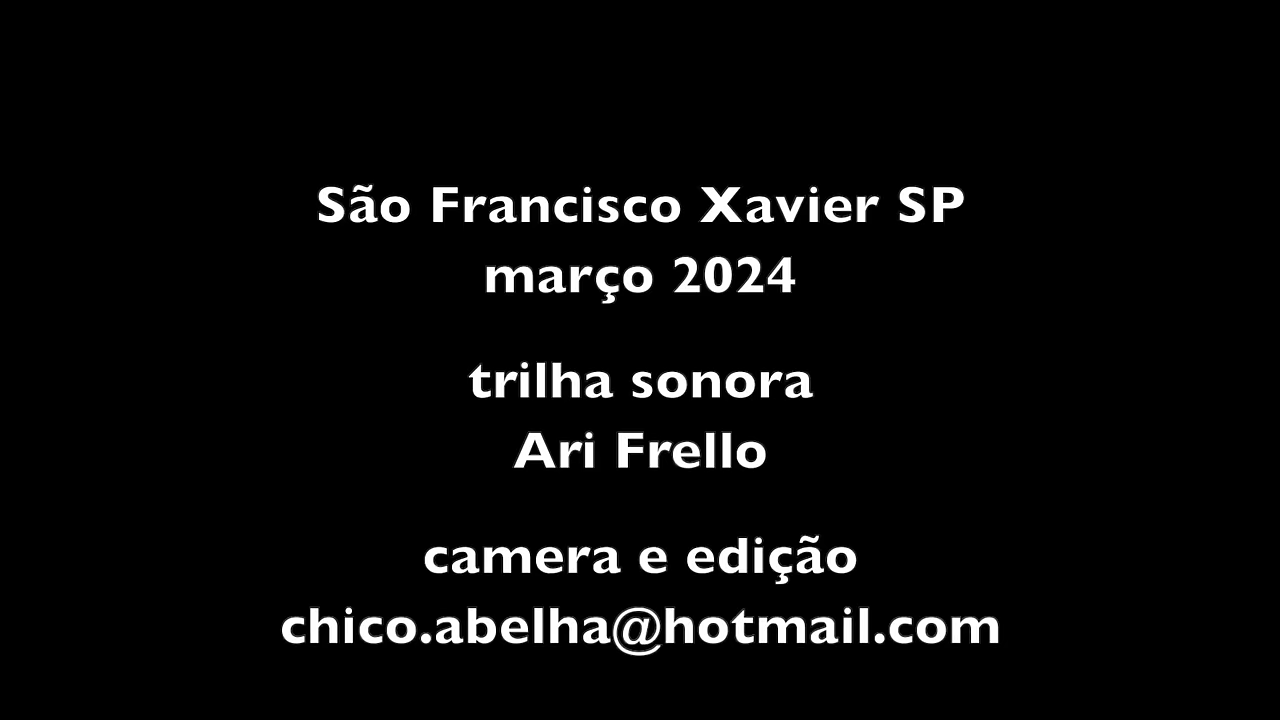 São Francisco Xavier SP
março 2024
trilha sonora
Ari Frello
camera e edição
chico.abelha@hotmail.com